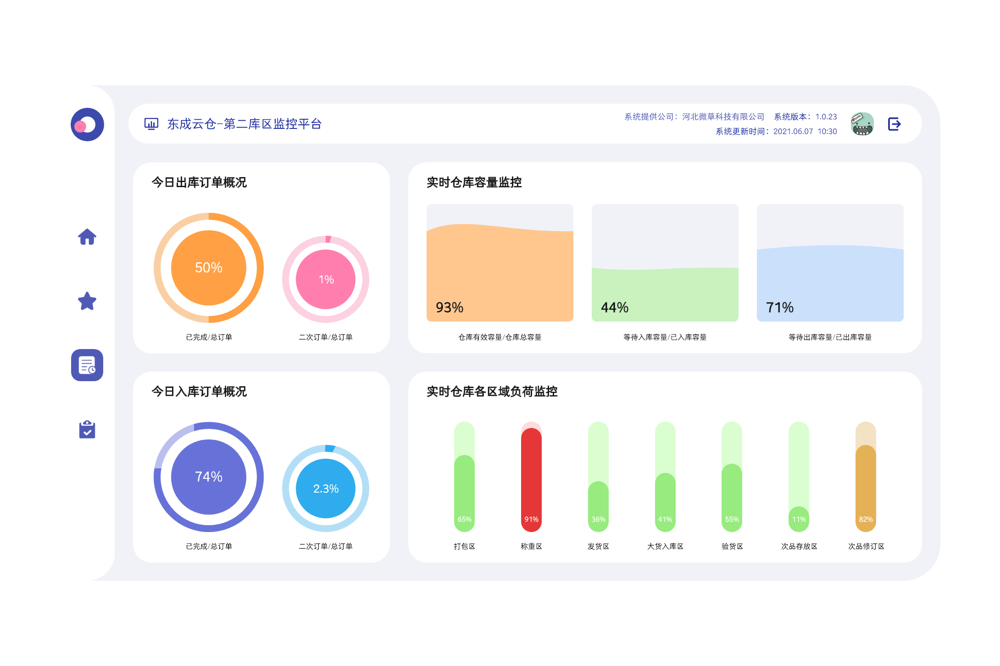 东成云仓-第二库区监控平台
系统提供公司：河北微草科技有限公司 系统版本：1.0.23
系统更新时间：2021.06.07 10:30
今日出库订单概况
50%
1%
已完成/总订单
二次订单/总订单
实时仓库容量监控
93%
44%
71%
仓库有效容量/仓库总容量
等待入库容量/已入库容量
等待出库容量/已出库容量
今日入库订单概况
74%
2.3%
已完成/总订单
二次订单/总订单
实时仓库各区域负荷监控
65%
91%
36%
41%
55%
11%
82%
打包区
称重区
发货区
大货入库区
验货区
次品存放区
次品修订区